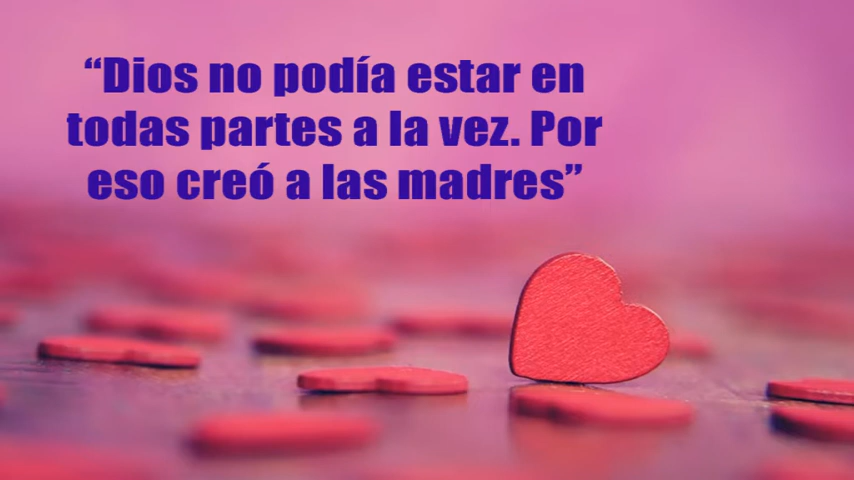 “Dios no podía estar en
todas partes a la vez. Por
eso creó a las madres”